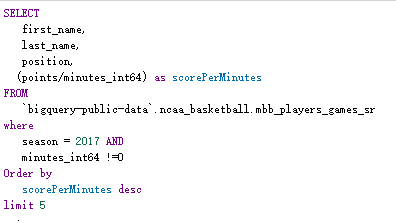 SELECT
first_name,
last_name,
position,
(points/minutes_int64) as scorePerMinutes
FROM
`bigquery-public-data`.ncaa_basketball.mbb_players_games_sr
where
season = 2017 AND
minutes_int64 !=0
Order by
scorePerMinutes desc
limit 5